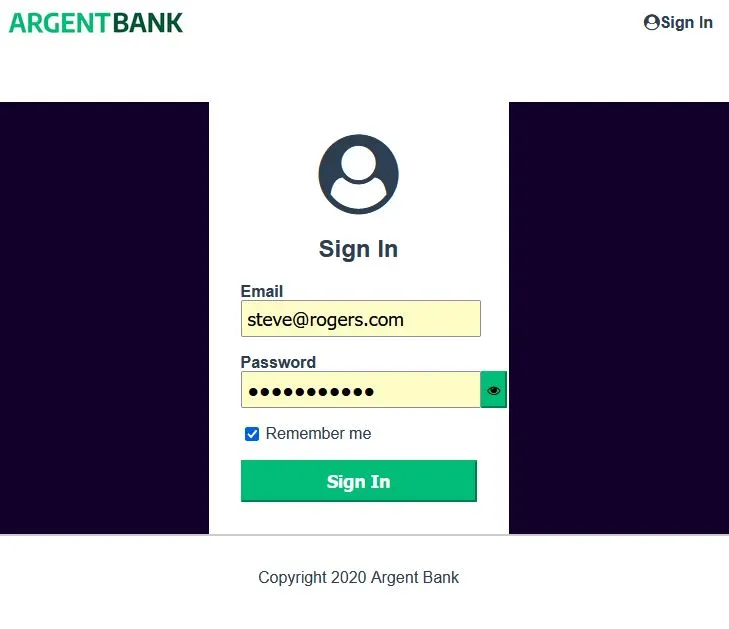 ARGENTBANK
Sign In
Sign In
Email
steve@rogers.com
Password
●●●●●●●●●●●
Remember me
Sign In
Copyright 2020 Argent Bank